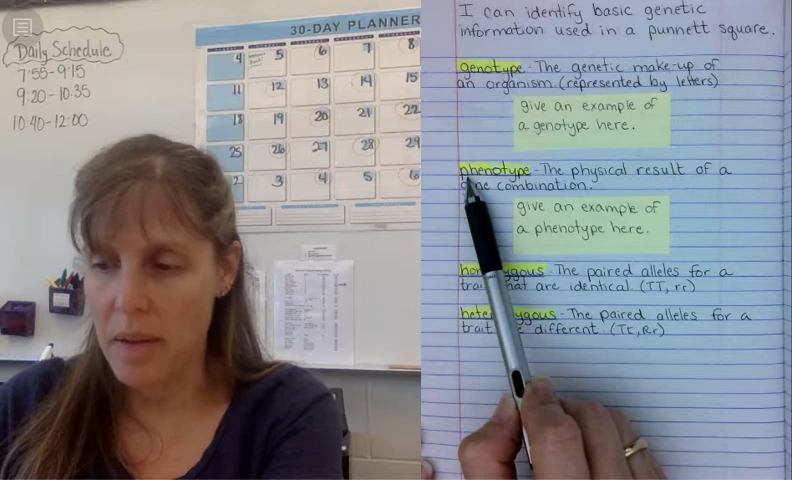 Daily Schedule
7:55-9:15
9:20-10:35
10:40-12:00
30-DAY PLANNER
4 5 6 7 8
11 12 13 14 15
18 19 20 21 22
25 26 27 28 29
2 3 4 5 6
I can identify basic genetic
information used in a punnett square.
genotype - The genetic make-up of
an organism. (represented by letters)
give an example of
a genotype here.
phenotype - The physical result of a
combination.
give an example of
a phenotype here.
- The paired alleles for a
that are identical. (TT, rr)
- The paired alleles for a
trait different. (Tt, Rr)